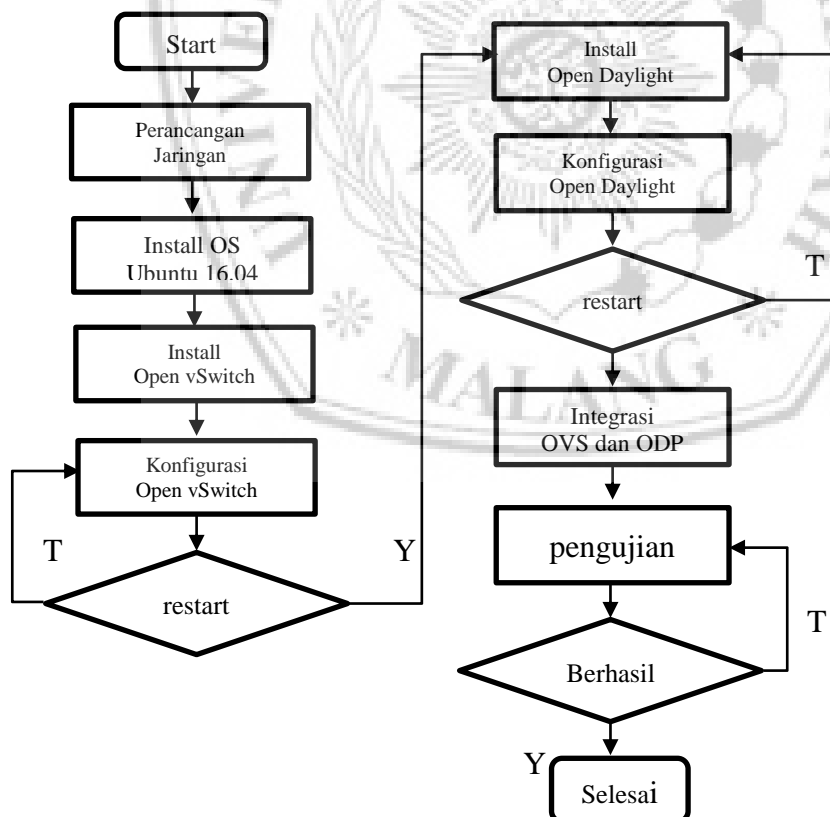 Start
Perancangan
Jaringan
Install OS
Ubuntu 16.04
Install
Open vSwitch
Konfigurasi
Open vSwitch
T
Y
restart
Install
Open Daylight
Konfigurasi
Open Daylight
T
restart
MALANG
Integrasi
OVS dan ODP
pengujian
T
Berhasil
Y
Selesai